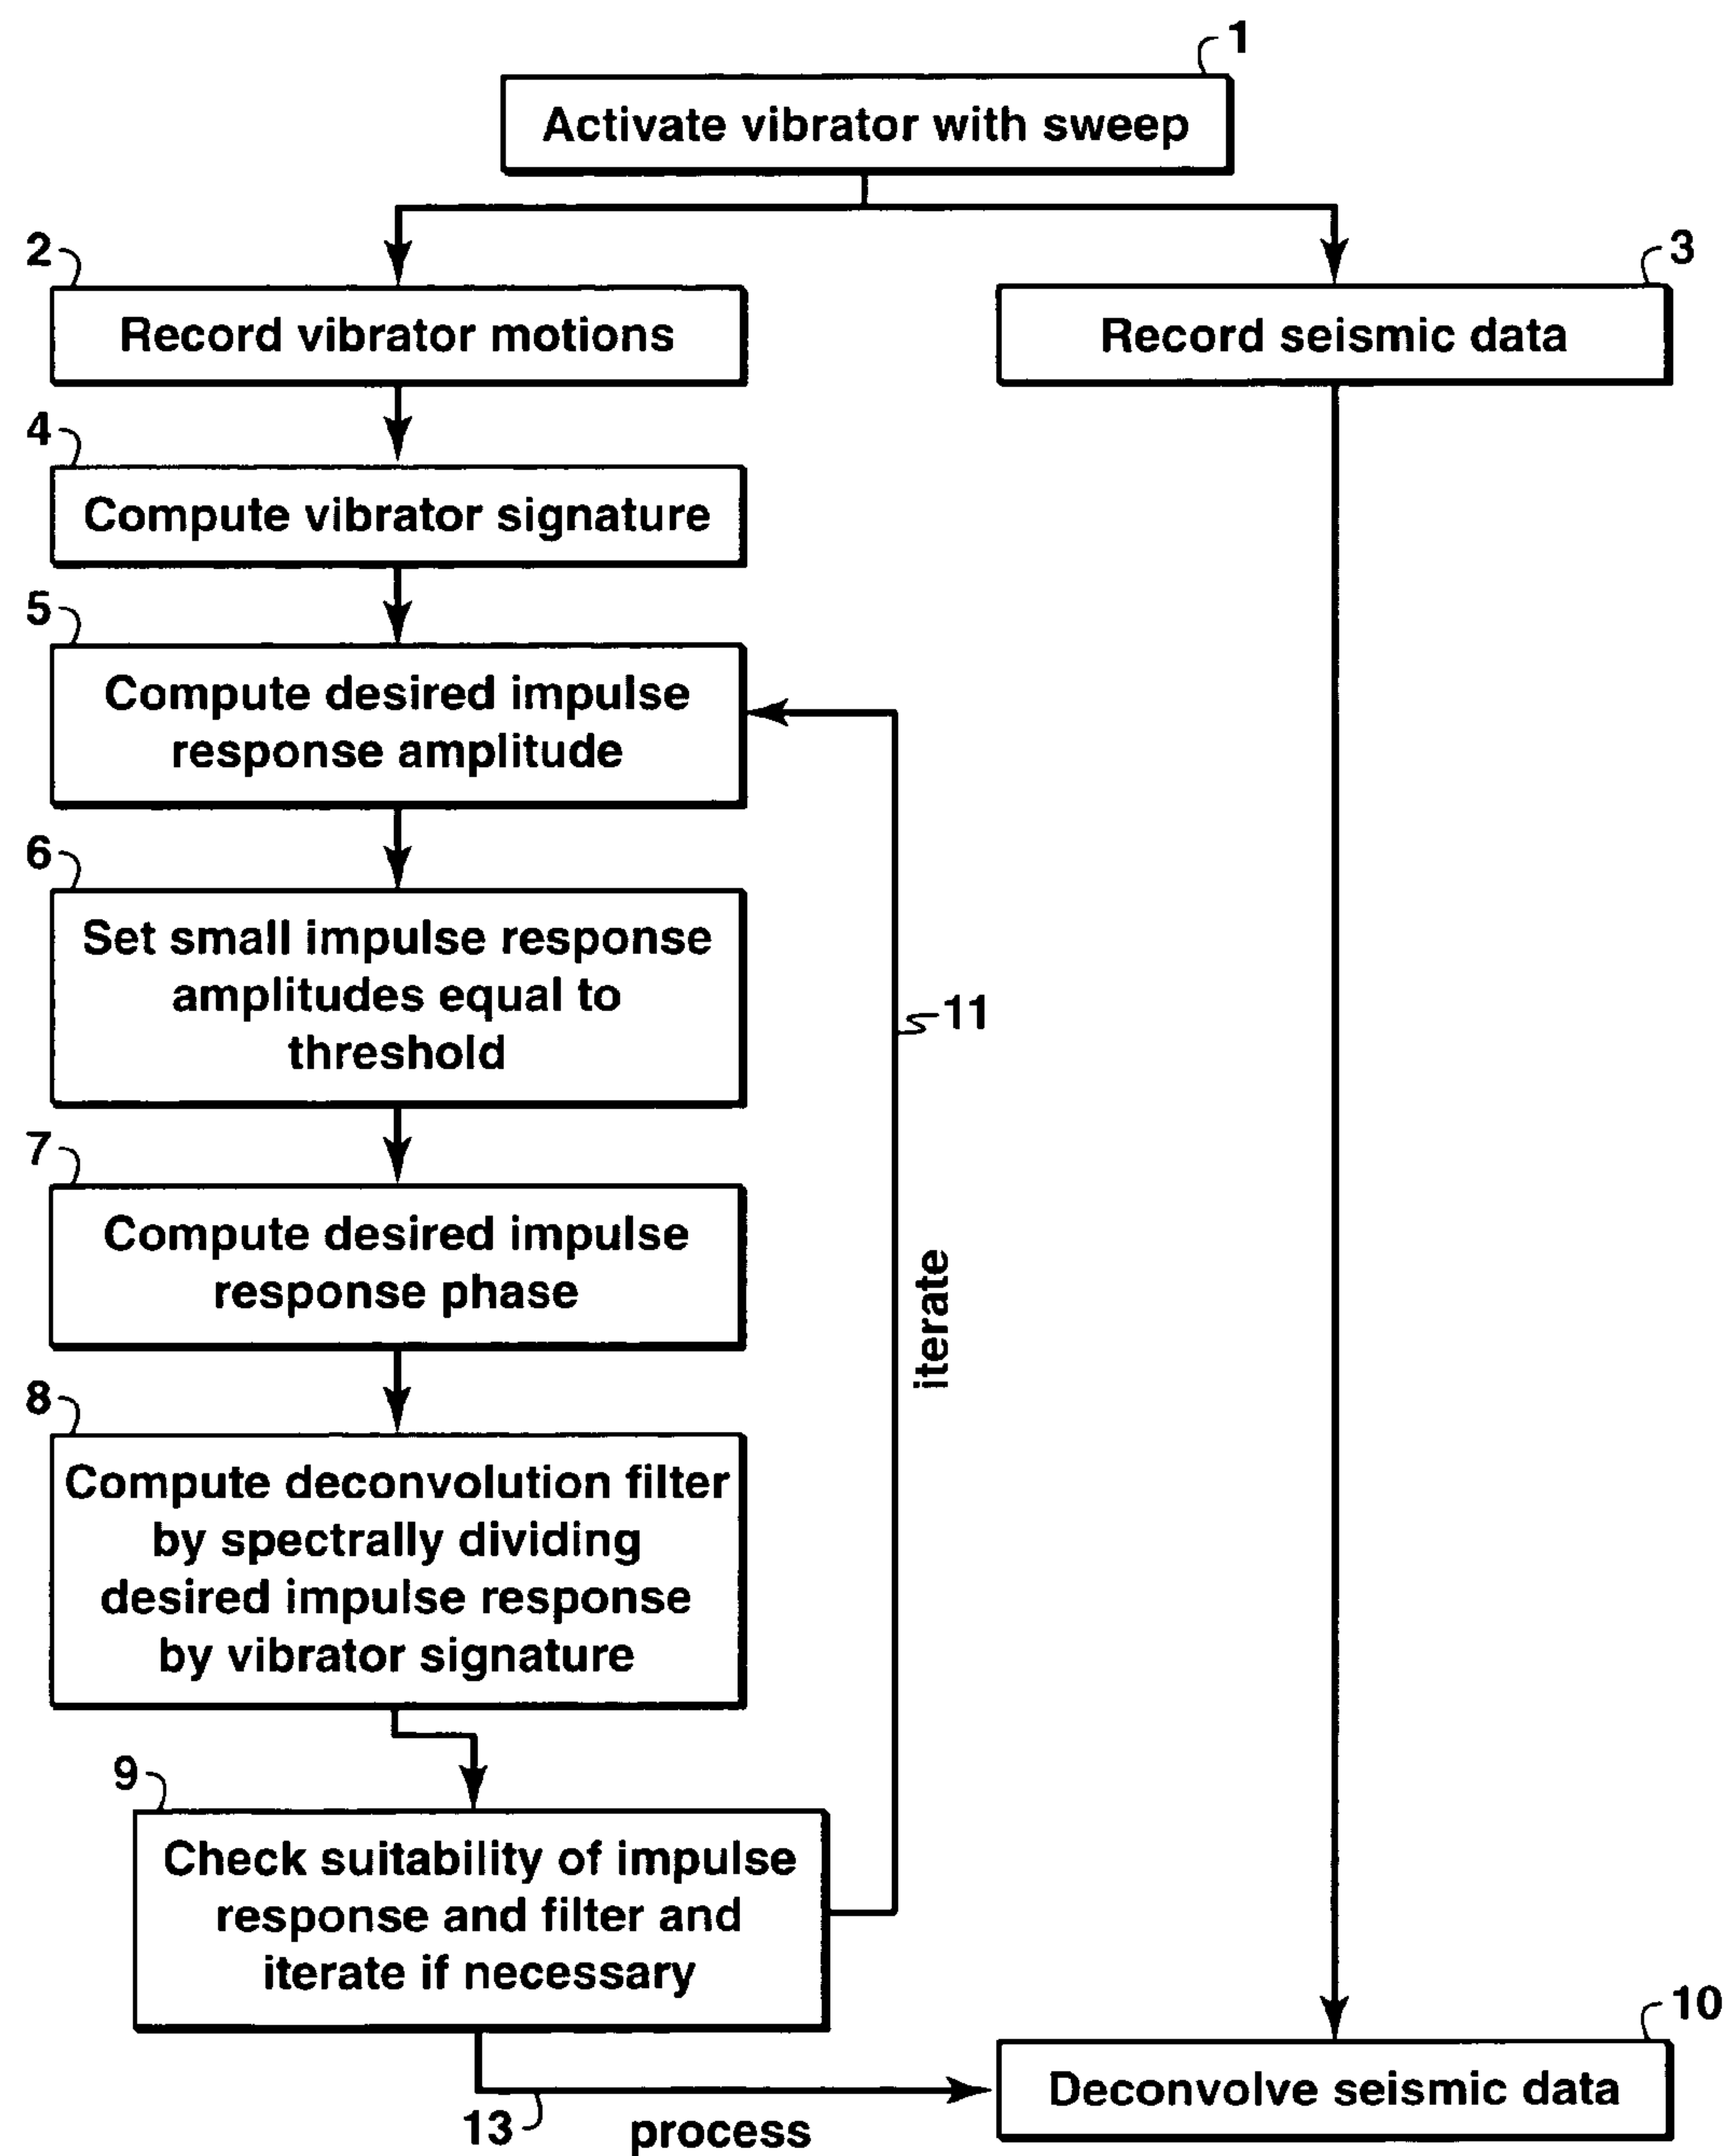 1
Activate vibrator with sweep
2
Record vibrator motions
3
Record seismic data
4
Compute vibrator signature
5
Compute desired impulse
response amplitude
6
Set small impulse response
amplitudes equal to
threshold
11
7
Compute desired impulse
response phase
iterate
8
Compute deconvolution filter
by spectrally dividing
desired impulse response
by vibrator signature
9
Check suitability of impulse
response and filter and
iterate if necessary
10
Deconvolve seismic data
13
process